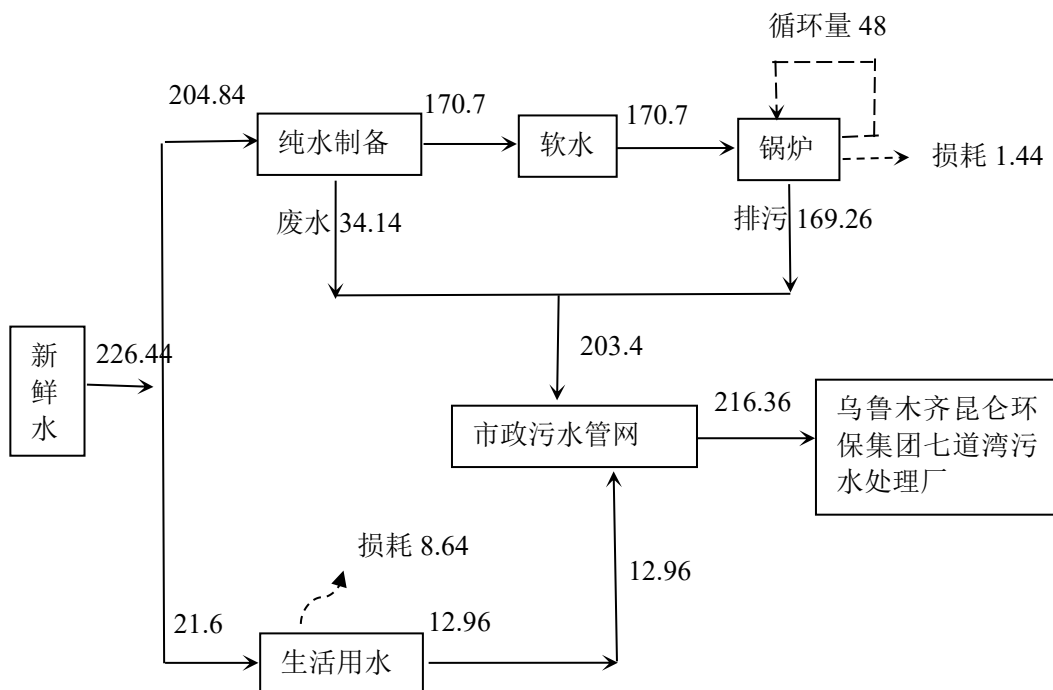 循环量 48
204.84
170.7
170.7
纯水制备
软水
锅炉
损耗 1.44
废水 34.14
排污 169.26
新
鲜
水
226.44
203.4
216.36
市政污水管网
乌鲁木齐昆仑环
保集团七道湾污
水处理厂
损耗 8.64
12.96
21.6
12.96
生活用水